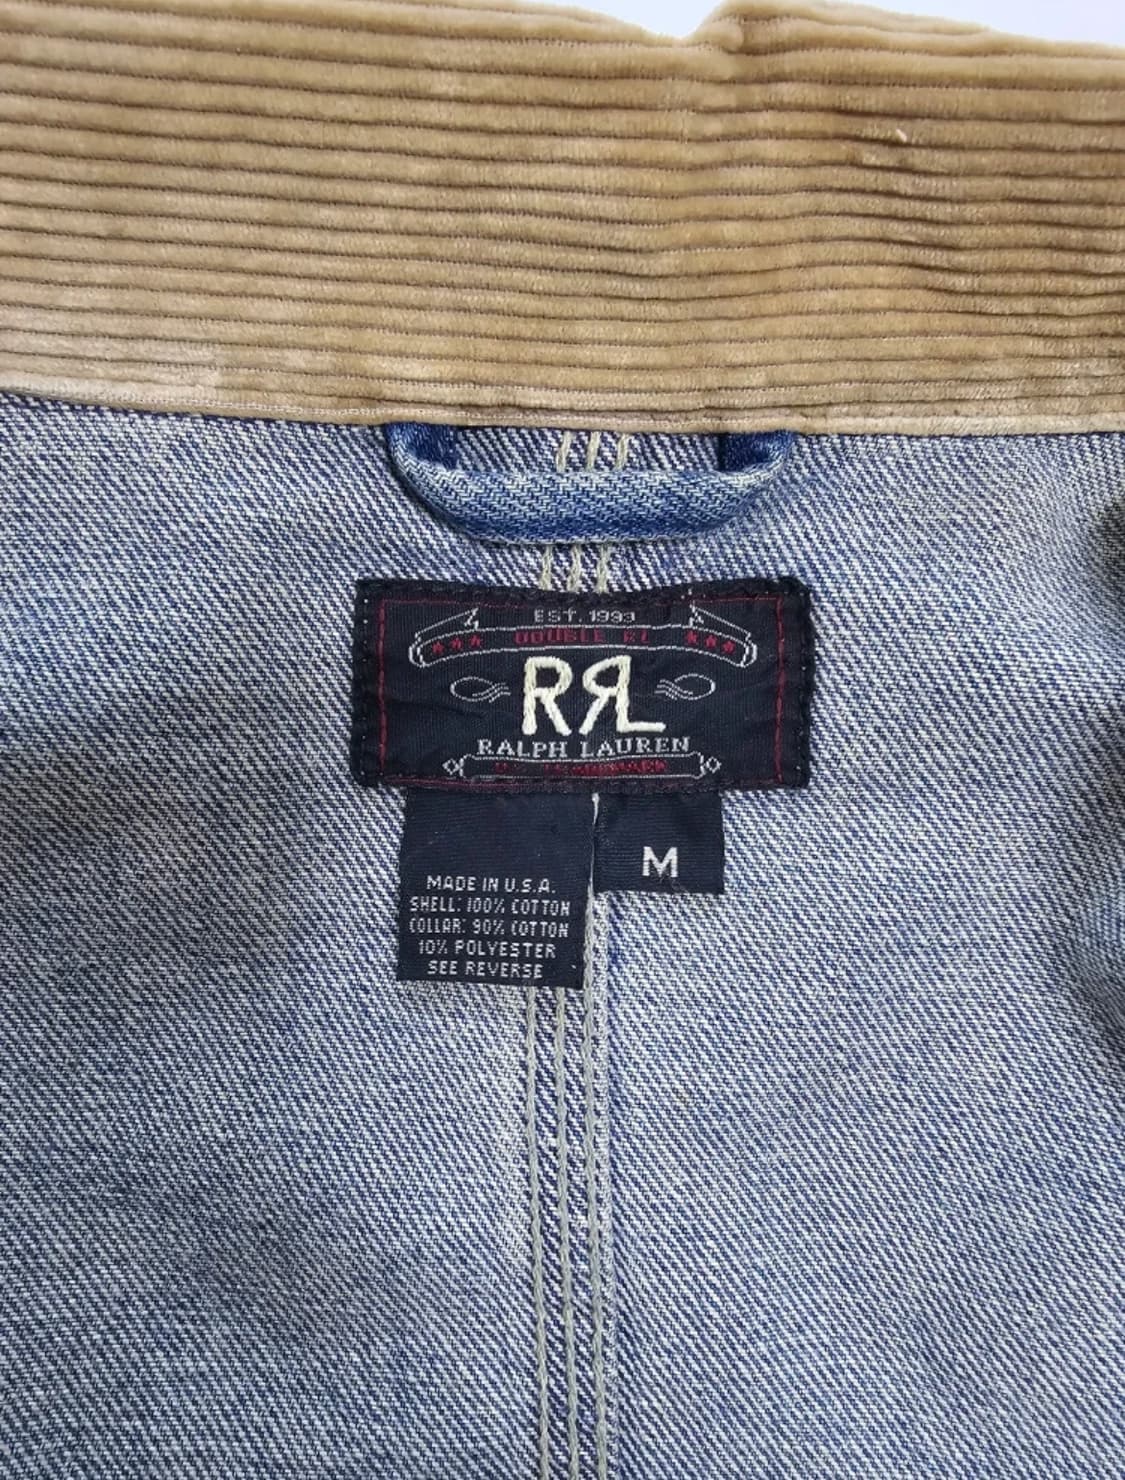 EST. 1993
DOUBLE RL
RRL
RALPH LAUREN
TRADEMARK
M
MADE IN U.S.A.
SHELL: 100% COTTON
COLLAR: 90% COTTON
10% POLYESTER
SEE REVERSE